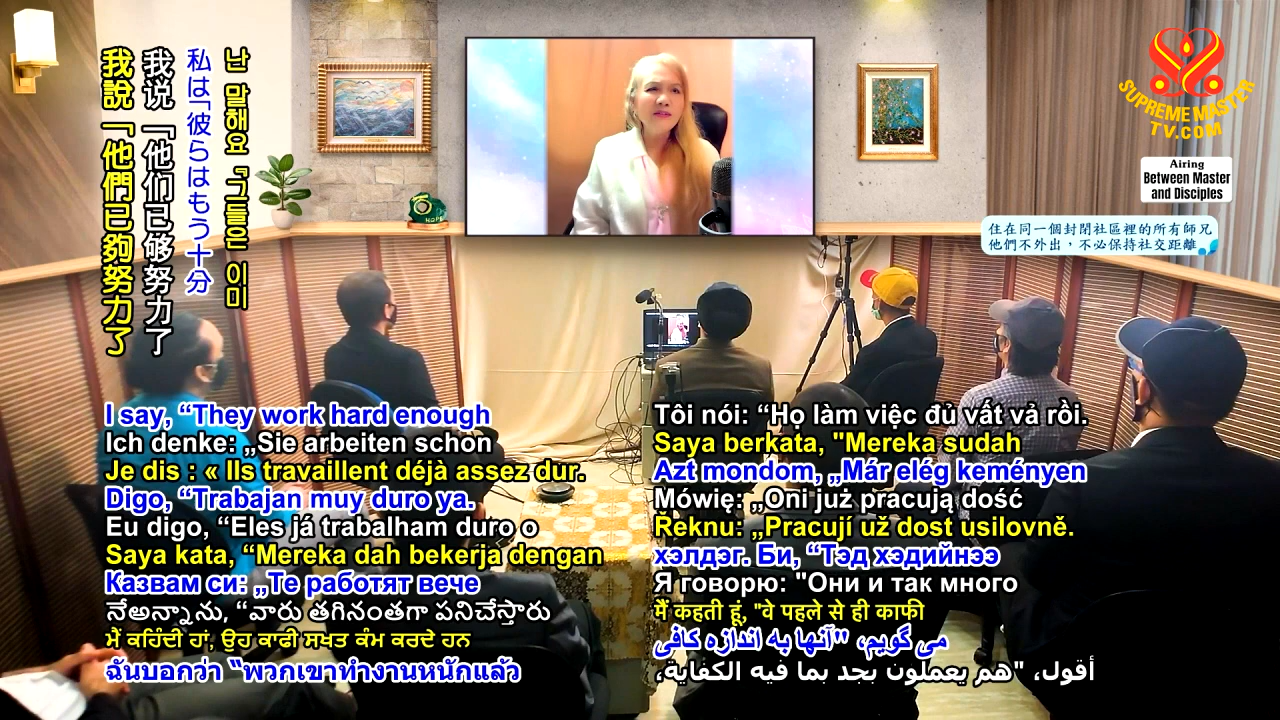 我說「他們已夠努力了
我说「他们已够努力了
私は「彼らはもう十分
난 말해요 『그들은 이미
SUPREME MASTER
TV.COM
Airing
Between Master
and Disciples
住在同一個封閉社區裡的所有師兄
他們不外出，不必保持社交距離
HOPE
I say, “They work hard enough
Ich denke: „Sie arbeiten schon
Je dis : « Ils travaillent déjà assez dur.
Digo, “Trabajan muy duro ya.
Eu digo, “Eles já trabalham duro o
Saya kata, “Mereka dah bekerja dengan
Казвам си: „Те работят вече
నేఅన్నాను, “వారు తగినంతగా పనిచేస్తారు
ਮੈਂ ਕਹਿੰਦੀ ਹਾਂ, ਉਹ ਕਾਫੀ ਸਖਤ ਕੰਮ ਕਰਦੇ ਹਨ
ฉันบอกว่า “พวกเขาทำงานหนักแล้ว
Tôi nói: “Họ làm việc đủ vất vả rồi.
Saya berkata, "Mereka sudah
Azt mondom, „Már elég keményen
Mówię: „Oni już pracują dość
Řeknu: „Pracují už dost usilovně.
хэлдэг. Би, “Тэд хэдийнээ
Я говорю: "Они и так много
मैं कहती हूं, "वे पहले से ही काफी
می گویم، "آنها به اندازه کافی
أقول، "هم يعملون بجد بما فيه الكفاية،